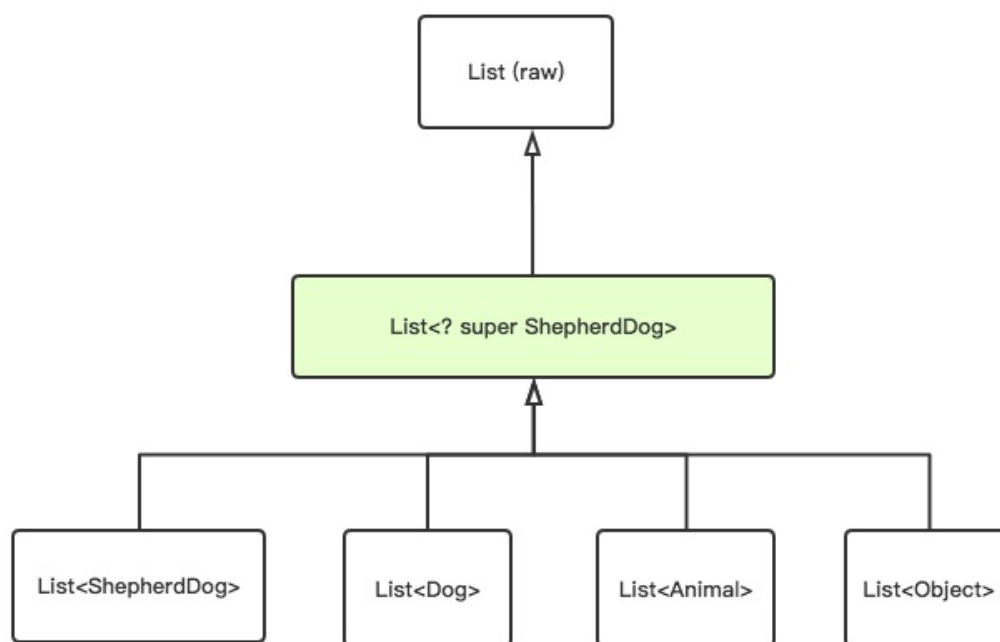 List (raw)
List<? super ShepherdDog>
List<ShepherdDog>
List<Dog>
List<Animal>
List<Object>